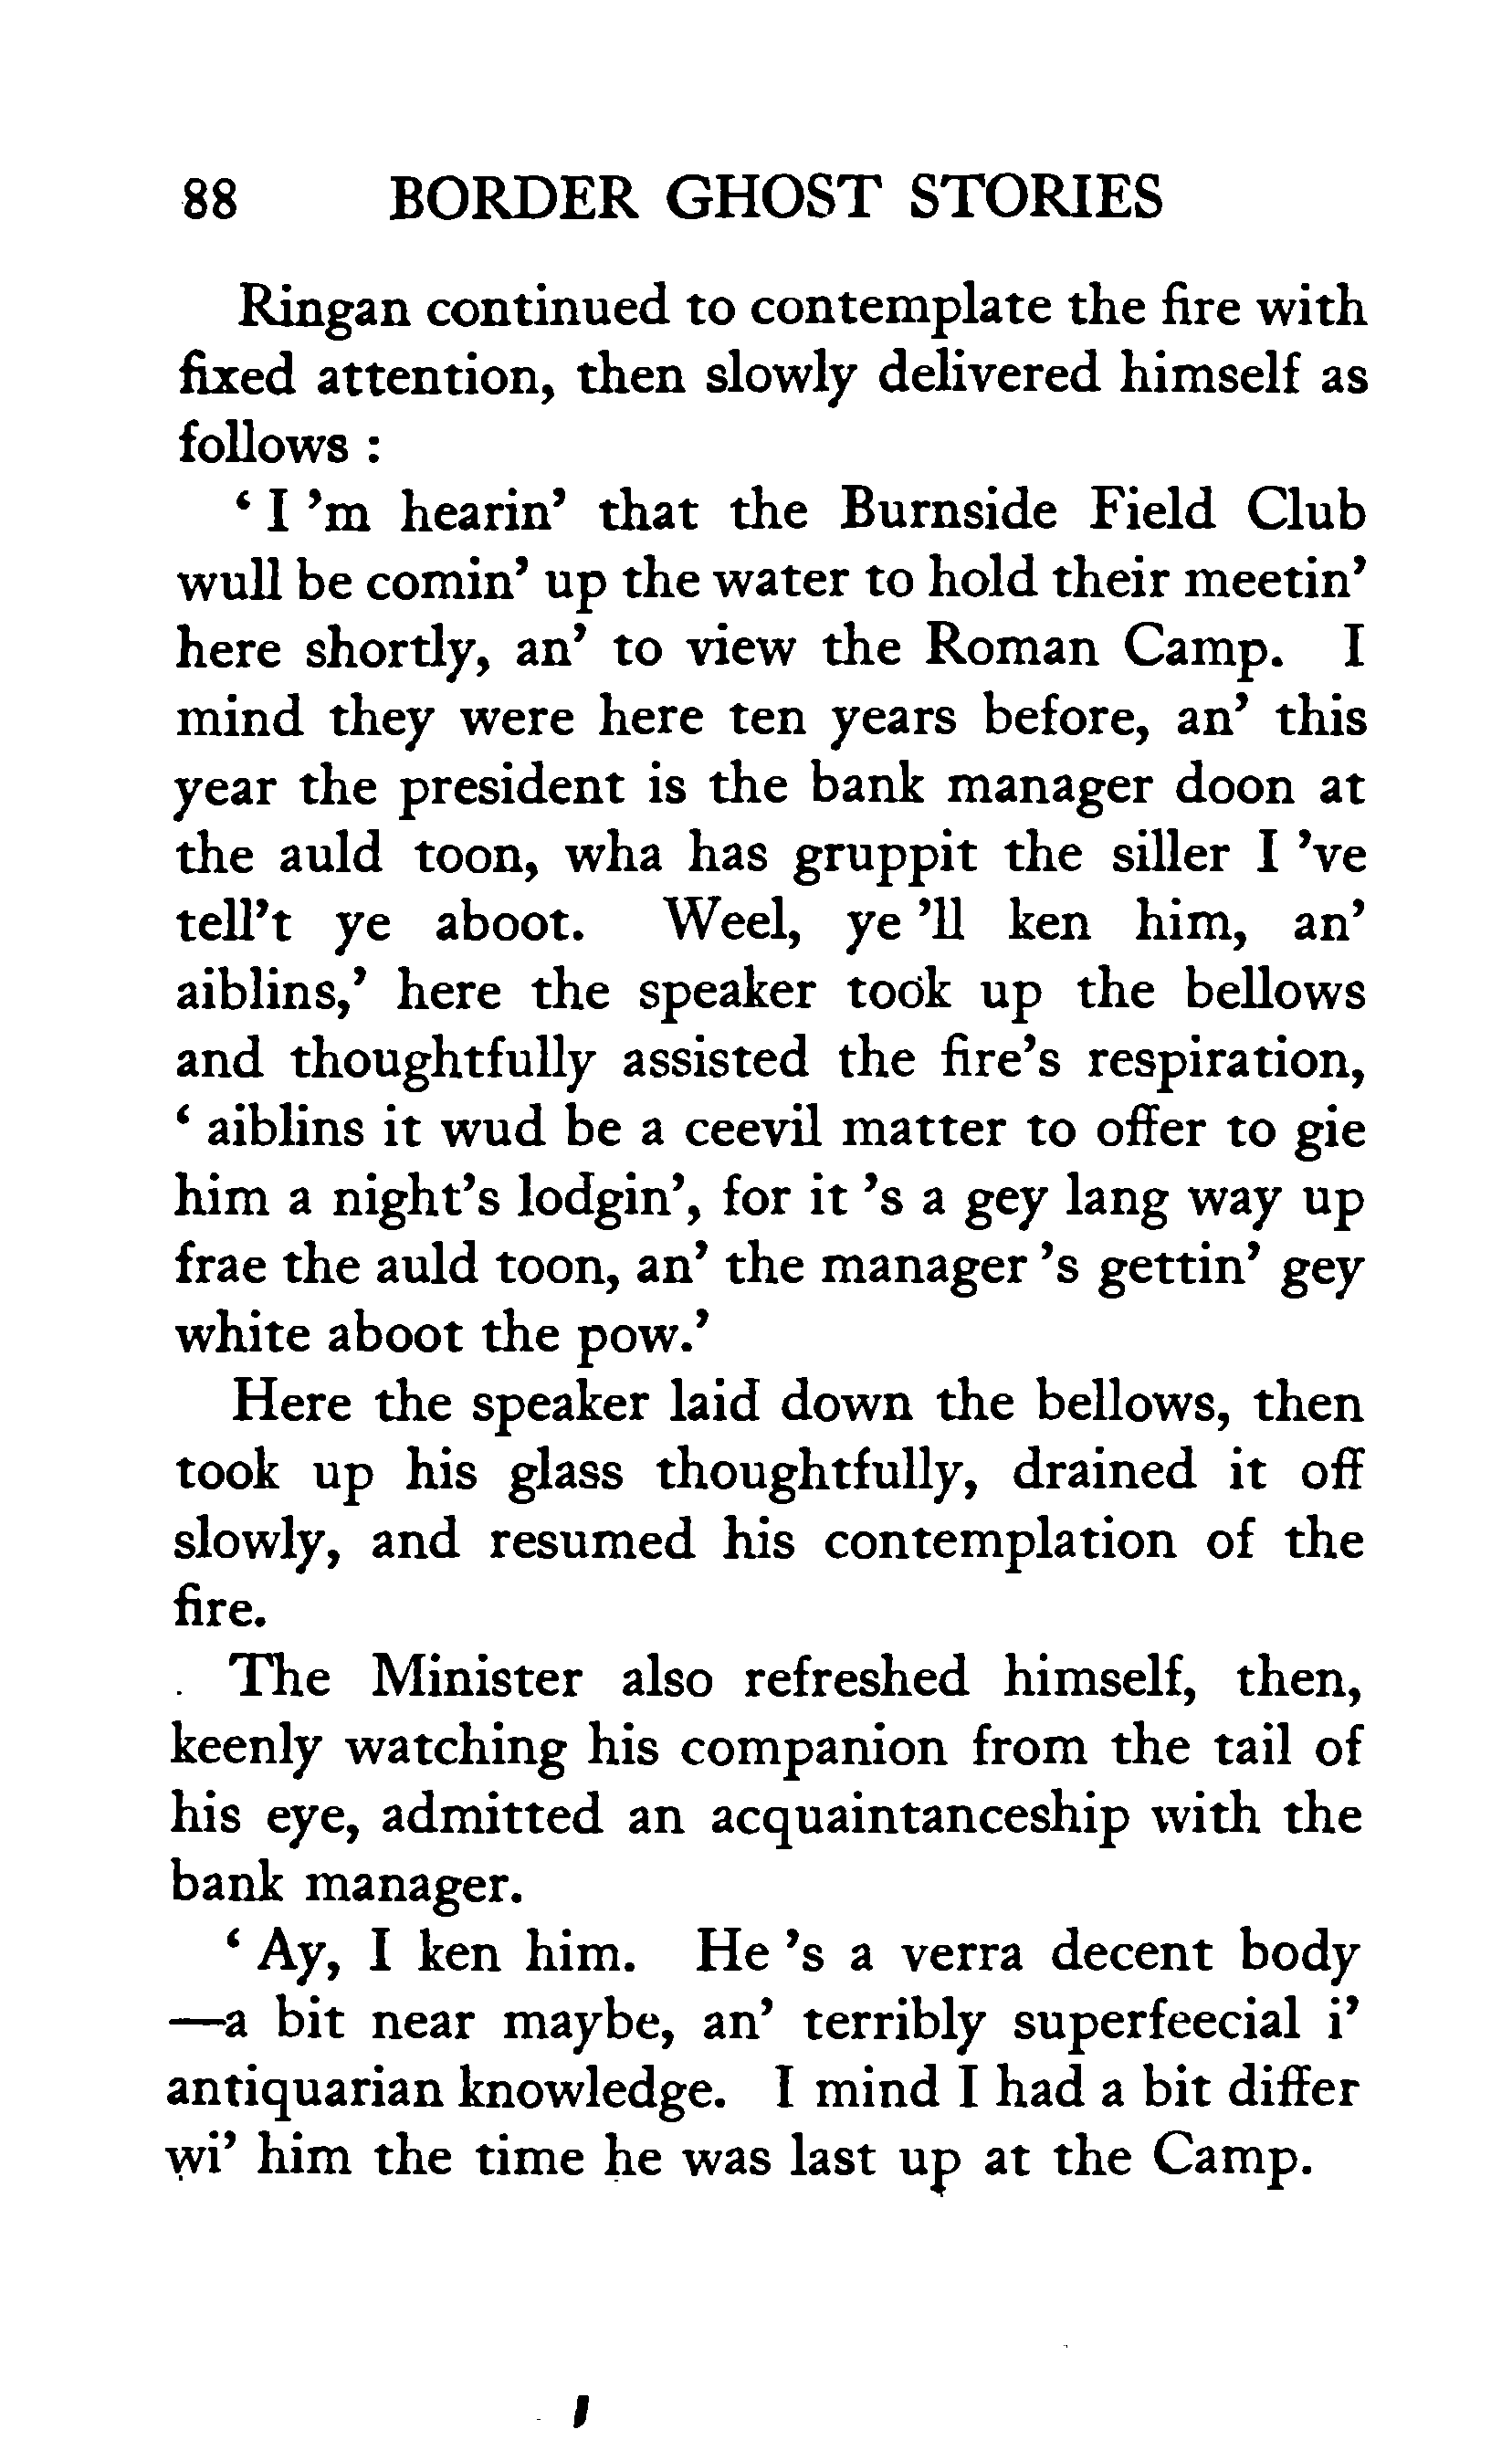 88 BORDER GHOST STORIES
Ringan continued to contemplate the fire with
fixed attention, then slowly delivered himself as
follows :
‘ I ’m hearin’ that the Burnside Field Club
wull be comin’ up the water to hold their meetin’
here shortly, an’ to view the Roman Camp. I
mind they were here ten years before, an’ this
year the president is the bank manager doon at
the auld toon, wha has gruppit the siller I ’ve
tell’t ye aboot. Weel, ye ’ll ken him, an’
aiblins,’ here the speaker took up the bellows
and thoughtfully assisted the fire’s respiration,
‘ aiblins it wud be a ceevil matter to offer to gie
him a night’s lodgin’, for it ’s a gey lang way up
frae the auld toon, an’ the manager ’s gettin’ gey
white aboot the pow.’
Here the speaker laid down the bellows, then
took up his glass thoughtfully, drained it off
slowly, and resumed his contemplation of the
fire.
The Minister also refreshed himself, then,
keenly watching his companion from the tail of
his eye, admitted an acquaintanceship with the
bank manager.
‘ Ay, I ken him. He ’s a verra decent body
—a bit near maybe, an’ terribly superfeecial i’
antiquarian knowledge. I mind I had a bit differ
wi’ him the time he was last up at the Camp.